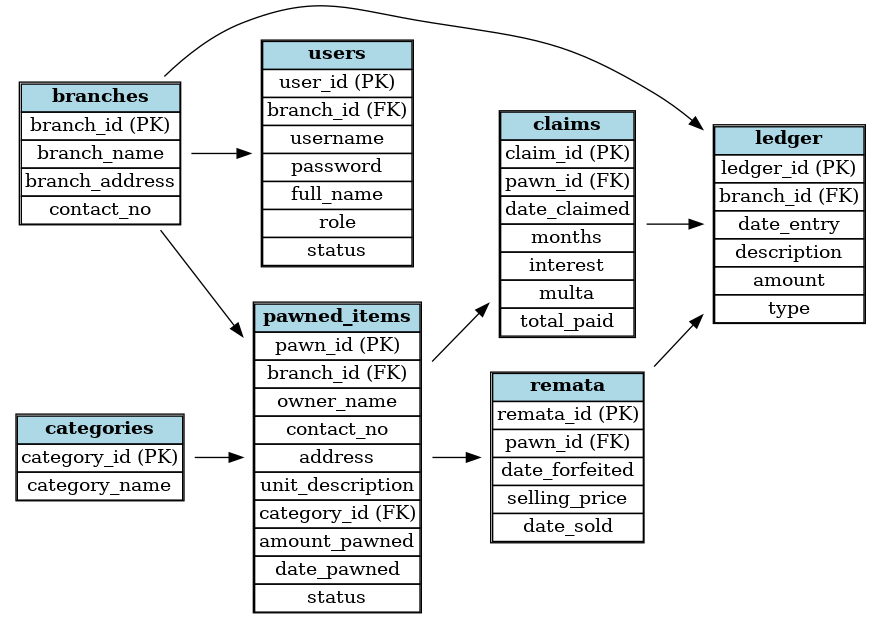 branches
branch_id (PK)
branch_name
branch_address
contact_no
users
user_id (PK)
branch_id (FK)
username
password
full_name
role
status
categories
category_id (PK)
category_name
pawned_items
pawn_id (PK)
branch_id (FK)
owner_name
contact_no
address
unit_description
category_id (FK)
amount_pawned
date_pawned
status
claims
claim_id (PK)
pawn_id (FK)
date_claimed
months
interest
multa
total_paid
remata
remata_id (PK)
pawn_id (FK)
date_forfeited
selling_price
date_sold
ledger
ledger_id (PK)
branch_id (FK)
date_entry
description
amount
type